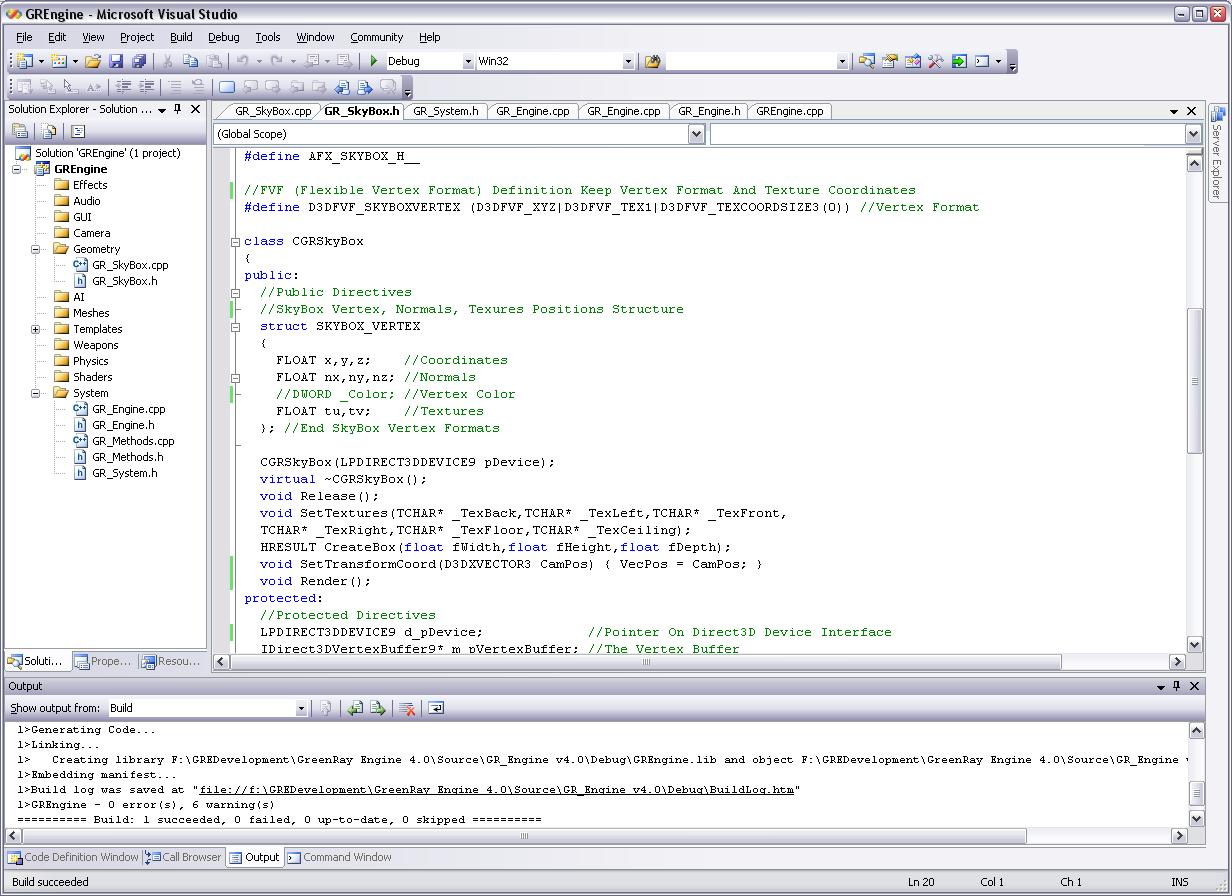 GREngine - Microsoft Visual Studio
File Edit View Project Build Debug Tools Window Community Help
Debug Win32
Solution Explorer - Solution ...
GR_SkyBox.cpp GR_SkyBox.h GR_System.h GR_Engine.cpp GR_Engine.cpp GR_Engine.h GREngine.cpp
(Global Scope)
Server Explorer
Solution 'GREngine' (1 project)
GREngine
Effects
Audio
GUI
Camera
Geometry
GR_SkyBox.cpp
GR_SkyBox.h
AI
Meshes
Templates
Weapons
Physics
Shaders
System
GR_Engine.cpp
GR_Engine.h
GR_Methods.cpp
GR_Methods.h
GR_System.h
Soluti... Prope... Resou...
#define AFX_SKYBOX_H__
//FVF (Flexible Vertex Format) Definition Keep Vertex Format And Texture Coordinates
#define D3DFVF_SKYBOXVERTEX (D3DFVF_XYZ|D3DFVF_TEX1|D3DFVF_TEXCOORDSIZE3(0)) //Vertex Format
class CGRSkyBox
{
public:
//Public Directives
//SkyBox Vertex, Normals, Texures Positions Structure
struct SKYBOX_VERTEX
{
FLOAT x,y,z; //Coordinates
FLOAT nx,ny,nz; //Normals
//DWORD _Color; //Vertex Color
FLOAT tu,tv; //Textures
}; //End SkyBox Vertex Formats
CGRSkyBox(LPDIRECT3DDEVICE9 pDevice);
virtual ~CGRSkyBox();
void Release();
void SetTextures(TCHAR* _TexBack,TCHAR* _TexLeft,TCHAR* _TexFront,
TCHAR* _TexRight,TCHAR* _TexFloor,TCHAR* _TexCeiling);
HRESULT CreateBox(float fWidth,float fHeight,float fDepth);
void SetTransformCoord(D3DXVECTOR3 CamPos) { VecPos = CamPos; }
void Render();
protected:
//Protected Directives
LPDIRECT3DDEVICE9 d_pDevice; //Pointer On Direct3D Device Interface
IDirect3DVertexBuffer9* m_pVertexBuffer; //The Vertex Buffer
Output
Show output from: Build
1>Generating Code...
1>Linking...
1> Creating library F:\GREDevelopment\GreenRay Engine 4.0\Source\GR_Engine v4.0\Debug\GREngine.lib and object F:\GREDevelopment\GreenRay Engine 4.0\Source\GR_Engine v
1>Embedding manifest...
1>Build log was saved at "file://f:\GREDevelopment\GreenRay Engine 4.0\Source\GR_Engine v4.0\Debug\BuildLog.htm"
1>GREngine - 0 error(s), 6 warning(s)
========== Build: 1 succeeded, 0 failed, 0 up-to-date, 0 skipped ==========
Code Definition Window Call Browser Output Command Window
Build succeeded Ln 20 Col 1 Ch 1 INS